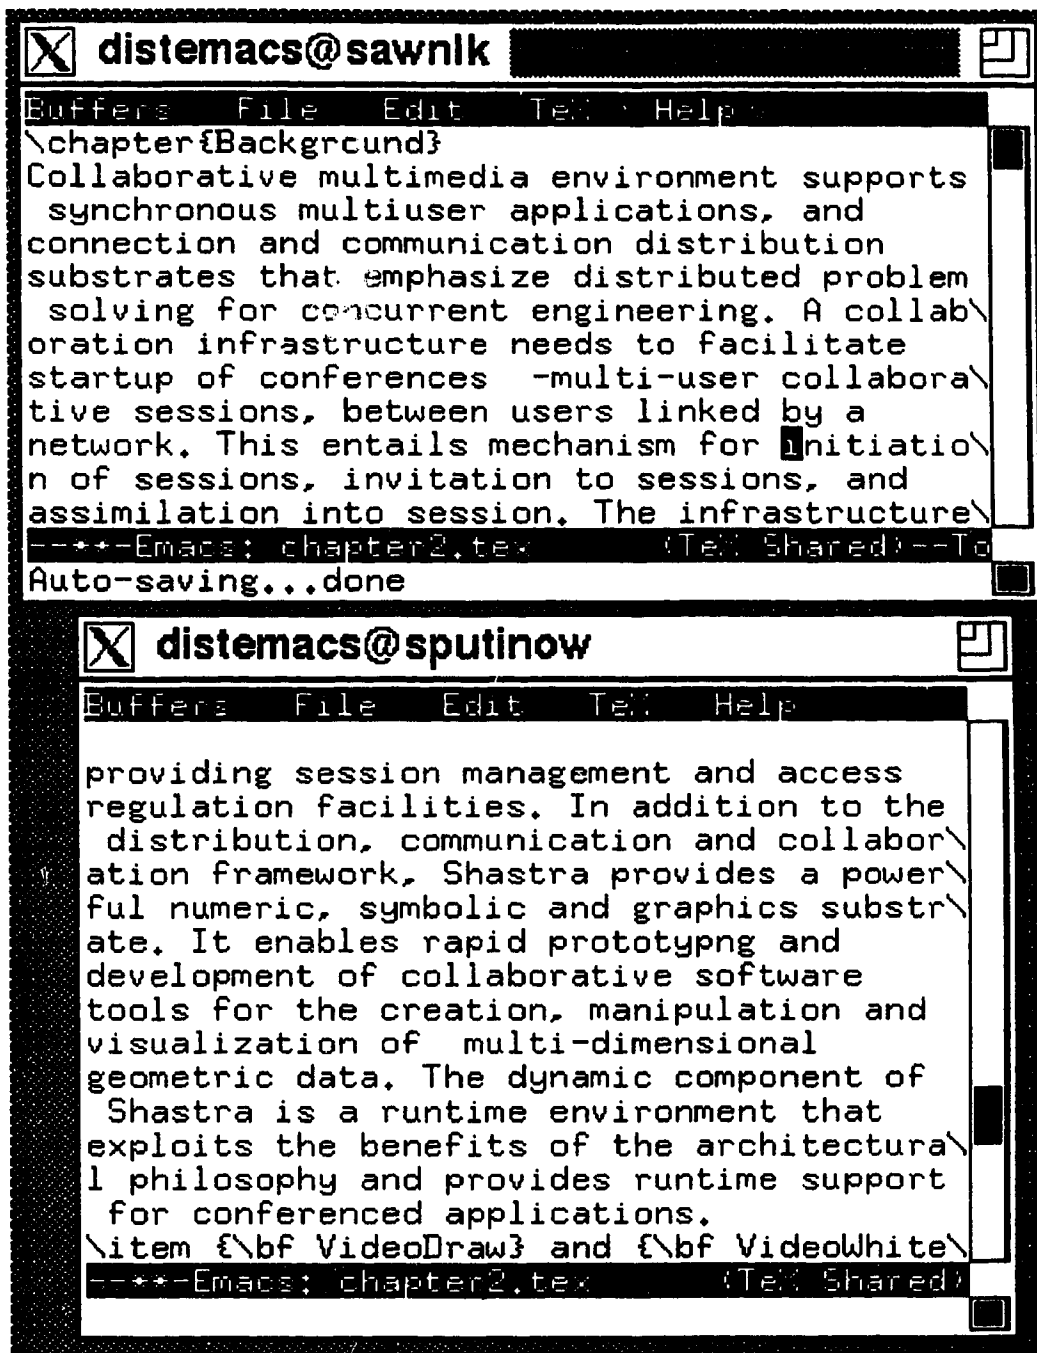 distemacs@sawnik
Buffers File Edit TeX Help
\chapter{Backgrcund}
Collaborative multimedia environment supports
synchronous multiuser applications, and
connection and communication distribution
substrates that emphasize distributed problem
solving for concurrent engineering. A collab\
oration infrastructure needs to facilitate
startup of conferences -multi-user collabora\
tive sessions, between users linked by a
network. This entails mechanism for initiatio\
n of sessions, invitation to sessions, and
assimilation into session. The infrastructure\
--**-Emacs: chapter2.tex (TeX Shared)--To
Auto-saving...done
distemacs@sputinow
Buffers File Edit TeX Help
providing session management and access
regulation facilities. In addition to the
distribution, communication and collabor\
ation framework, Shastra provides a power\
ful numeric, symbolic and graphics substr\
ate. It enables rapid prototypng and
development of collaborative software
tools for the creation, manipulation and
visualization of multi-dimensional
geometric data. The dynamic component of
Shastra is a runtime environment that
exploits the benefits of the architectura\
l philosophy and provides runtime support
for conferenced applications.
\item {\bf VideoDraw} and {\bf VideoWhite\
--**-Emacs: chapter2.tex (TeX Shared)